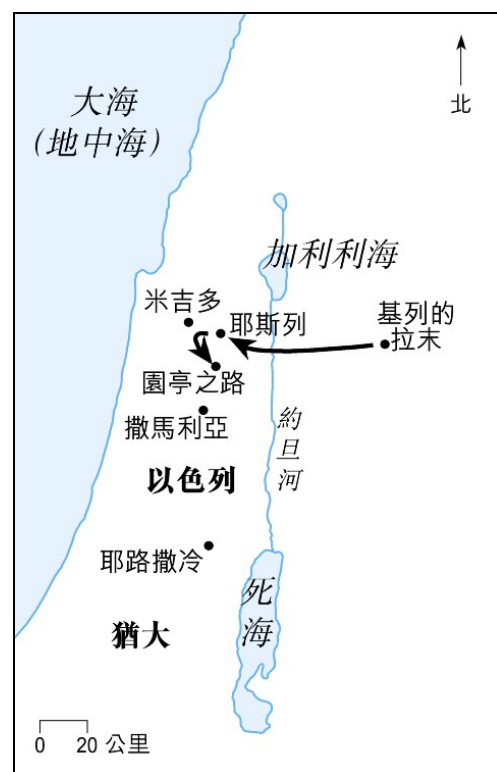 北
大海
(地中海)
加利利海
米吉多
耶斯列
基列的
拉末
園亭之路
撒馬利亞
約旦河
以色列
耶路撒冷
死海
猶大
0 20 公里